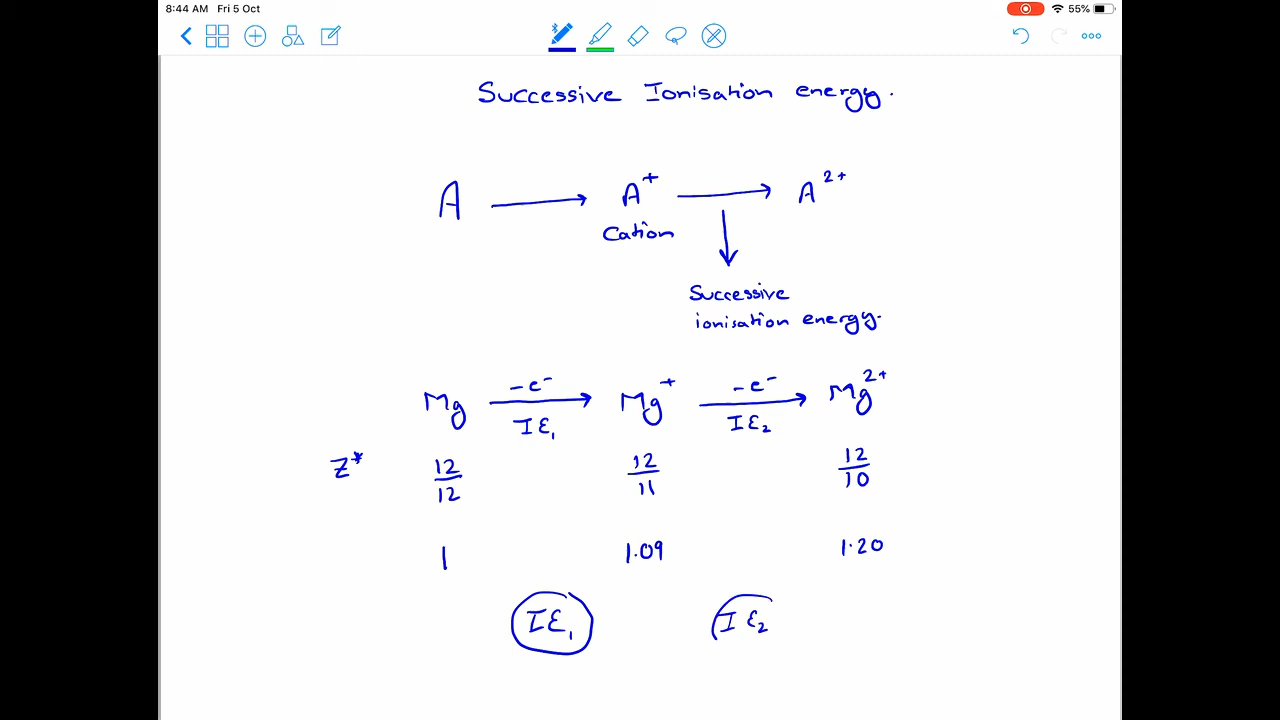 8:44 AM Fri 5 Oct 55%
Successive Ionisation energy.
A → A⁺ → A²⁺
Cation
Successive
ionisation energy.
Mg –e⁻ → IE₁ Mg⁺ –e⁻ → IE₂ Mg²⁺
Z* 12/12 12/11 12/10
1 1.09 1.20
IE₁ IE₂